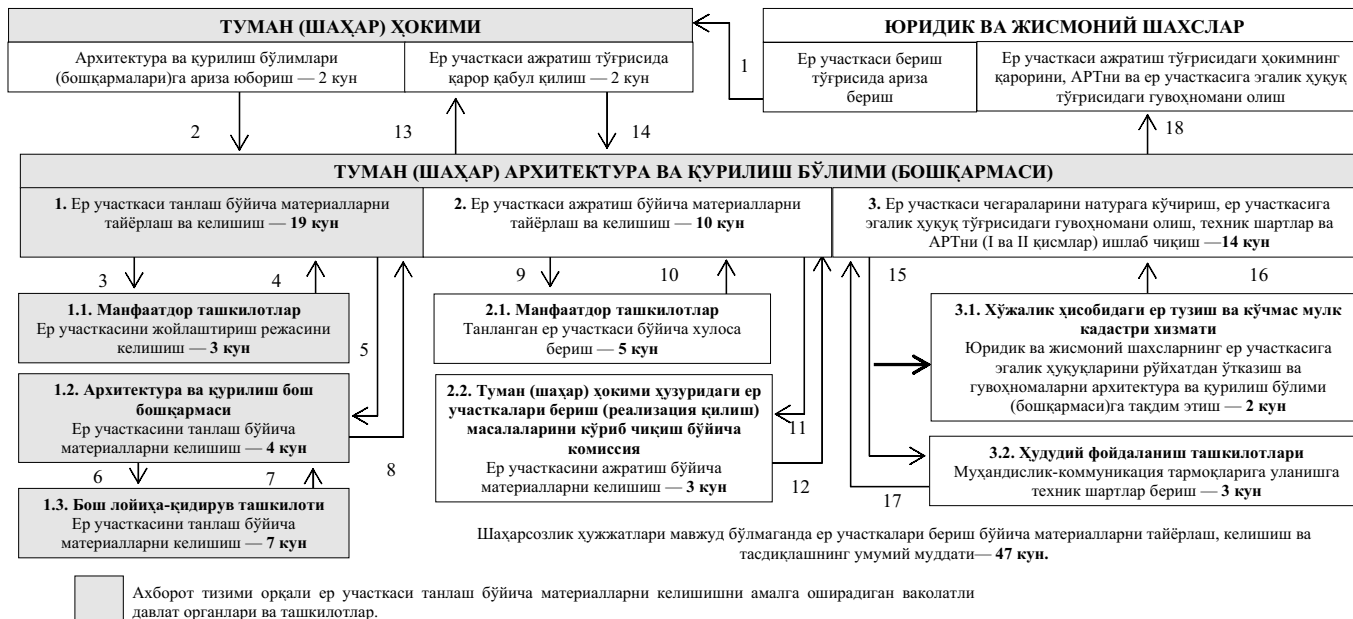 ТУМАН (ШАҲАР) ҲОКИМИ
Архитектура ва қурилиш бўлимлари
(бошқармалари)га ариза юбориш — 2 кун
Ер участкаси ажратиш тўғрисида
қарор қабул қилиш — 2 кун
ЮРИДИК ВА ЖИСМОНИЙ ШАХСЛАР
Ер участкаси бериш
тўғрисида ариза
бериш
Ер участкаси ажратиш тўғрисидаги ҳокимнинг
қарорини, АРТни ва ер участкасига эгалик ҳуқуқ
тўғрисидаги гувоҳномани олиш
1
2
13
14
18
ТУМАН (ШАҲАР) АРХИТЕКТУРА ВА ҚУРИЛИШ БЎЛИМИ (БОШҚАРМАСИ)
1. Ер участкаси танлаш бўйича материалларни
тайёрлаш ва келишиш — 19 кун
2. Ер участкаси ажратиш бўйича материалларни
тайёрлаш ва келишиш — 10 кун
3. Ер участкаси чегараларини натурага кўчириш, ер участкасига
эгалик ҳуқуқ тўғрисидаги гувоҳномани олиш, техник шартлар ва
АРТни (I ва II қисмлар) ишлаб чиқиш —14 кун
3
4
9
10
15
16
1.1. Манфаатдор ташкилотлар
Ер участкасини жойлаштириш режасини
келишиш — 3 кун
5
1.2. Архитектура ва қурилиш бош
бошқармаси
Ер участкасини танлаш бўйича
материалларни келишиш — 4 кун
6
7
8
1.3. Бош лойиҳа-қидирув ташкилоти
Ер участкасини танлаш бўйича
материалларни келишиш — 7 кун
2.1. Манфаатдор ташкилотлар
Танланган ер участкаси бўйича хулоса
бериш — 5 кун
2.2. Туман (шаҳар) ҳокими ҳузуридаги ер
участкалари бериш (реализация қилиш)
масалаларини кўриб чиқиш бўйича
комиссия
Ер участкасини ажратиш бўйича
материалларни келишиш — 3 кун
11
12
3.1. Хўжалик ҳисобидаги ер тузиш ва кўчмас мулк
кадастри хизмати
Юридик ва жисмоний шахсларнинг ер участкасига
эгалик ҳуқуқларини рўйхатдан ўтказиш ва
гувоҳномаларни архитектура ва қурилиш бўлими
(бошқармаси)га тақдим этиш — 2 кун
3.2. Ҳудудий фойдаланиш ташкилотлари
Муҳандислик-коммуникация тармоқларига уланишга
техник шартлар бериш — 3 кун
17
Шаҳарсозлик ҳужжатлари мавжуд бўлмаганда ер участкалари бериш бўйича материалларни тайёрлаш, келишиш ва
тасдиқлашнинг умумий муддати— 47 кун.
Ахборот тизими орқали ер участкаси танлаш бўйича материалларни келишишни амалга оширадиган ваколатли
давлат органлари ва ташкилотлар.